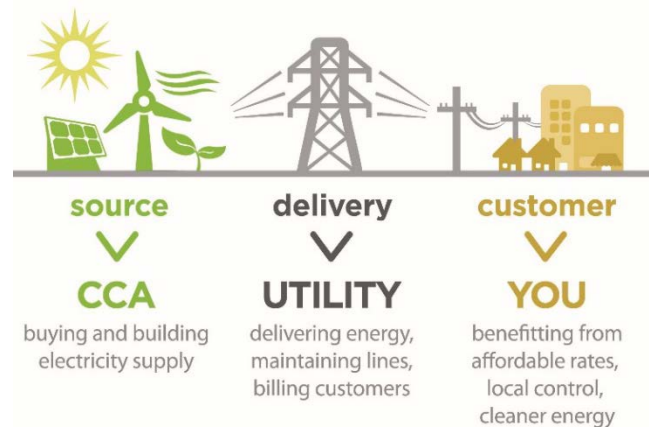 source
CCA
buying and building
electricity supply
delivery
UTILITY
delivering energy,
maintaining lines,
billing customers
customer
YOU
benefitting from
affordable rates,
local control,
cleaner energy